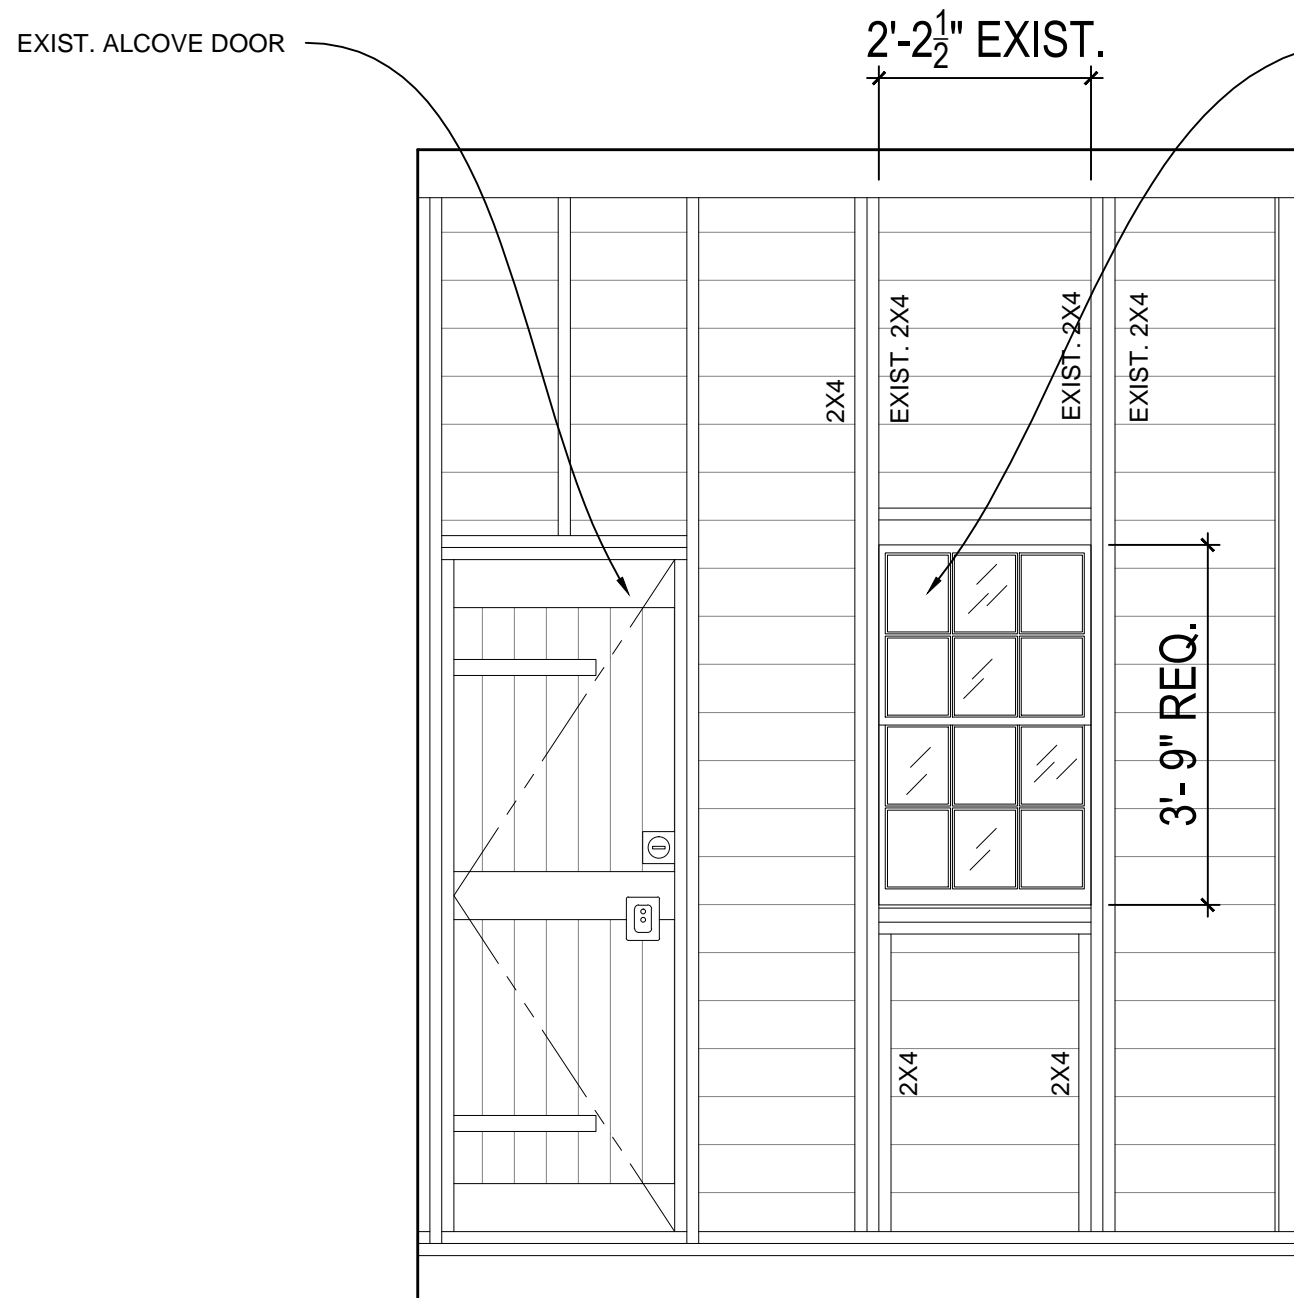 EXIST. ALCOVE DOOR
2'-2½" EXIST.
2X4
EXIST. 2X4
EXIST. 2X4
EXIST. 2X4
3'- 9" REQ.
2X4
2X4